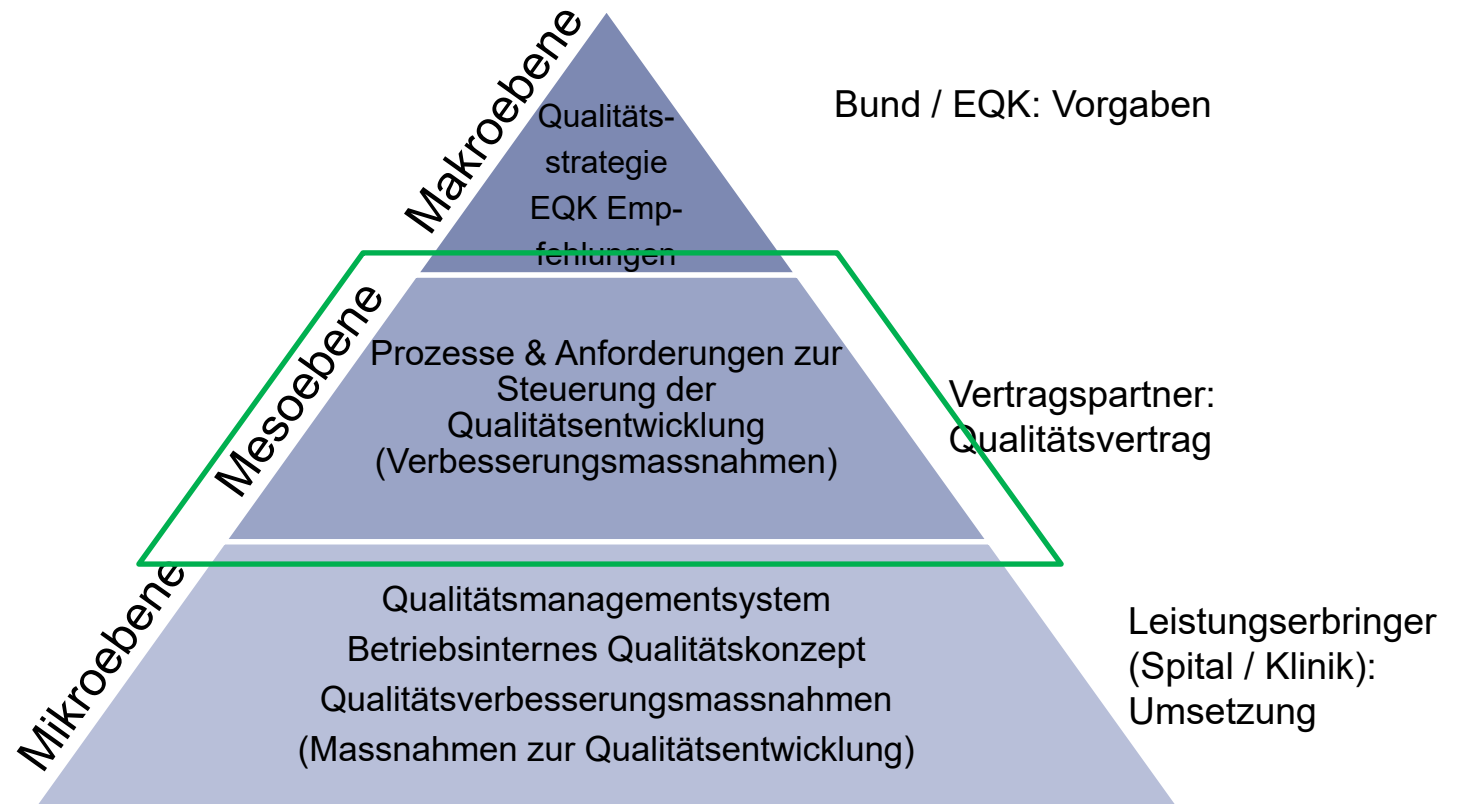 Makroebene
Qualitäts-
strategie
EQK Emp-
fehlungen
Bund / EQK: Vorgaben
Mesoebene
Prozesse & Anforderungen zur
Steuerung der
Qualitätsentwicklung
(Verbesserungsmassnahmen)
Vertragspartner:
Qualitätsvertrag
Mikroebene
Qualitätsmanagementsystem
Betriebsinternes Qualitätskonzept
Qualitätsverbesserungsmassnahmen
(Massnahmen zur Qualitätsentwicklung)
Leistungserbringer
(Spital / Klinik):
Umsetzung